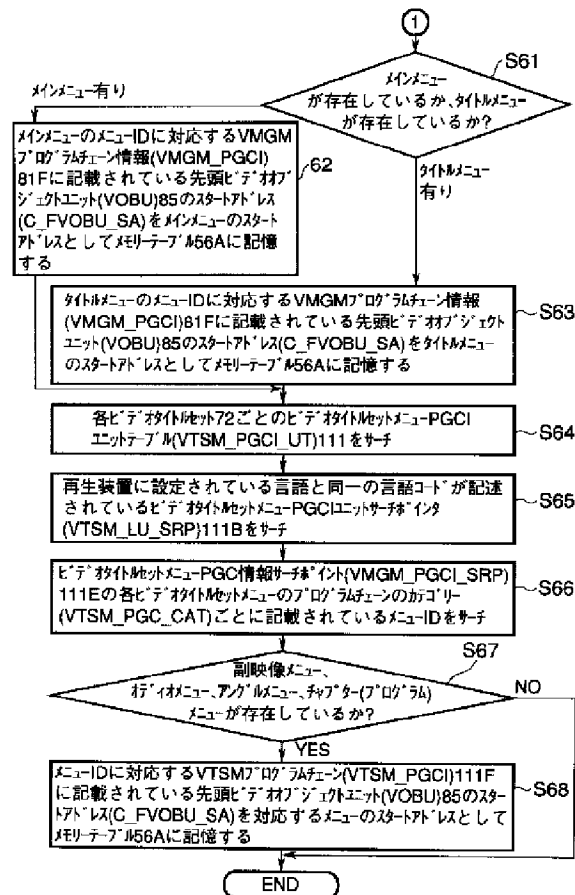 1
S61
メインメニュー
が存在しているか、タイトルメニュー
が存在しているか?
メインメニュー有り
タイトルメニュー
有り
62
メインメニューのメニューIDに対応するVMGM
プログラムチェーン情報(VMGM_PGCI)
81Fに記載されている先頭ビデオオブ
ジェクトユニット(VOBU)85のスタートアドレス
(C_FVOBU_SA)をメインメニューのスタート
アドレスとしてメモリーテーブル56Aに記憶
する
S63
タイトルメニューのメニューIDに対応するVMGMプログラムチェーン情報
(VMGM_PGCI)81Fに記載されている先頭ビデオオブジェクト
ユニット(VOBU)85のスタートアドレス(C_FVOBU_SA)をタイトルメニュー
のスタートアドレスとしてメモリーテーブル56Aに記憶する
S64
各ビデオタイトルセット72ごとのビデオタイトルセットメニューPGCI
ユニットテーブル(VTSM_PGCI_UT)111をサーチ
S65
再生装置に設定されている言語と同一の言語コードが記述
されているビデオタイトルセットメニューPGCIユニットサーチポインタ
(VTSM_LU_SRP)111Bをサーチ
S66
ビデオタイトルセットメニューPGC情報サーチポイント(VMGM_PGCI_SRP)
111Eの各ビデオタイトルセットメニューのプログラムチェーンのカテゴリー
(VTSM_PGC_CAT)ごとに記載されているメニューIDをサーチ
S67
副映像メニュー、
オーディオメニュー、アングルメニュー、チャプター(プログラム)
メニューが存在しているか?
NO
YES
S68
メニューIDに対応するVTSMプログラムチェーン(VTSM_PGCI)111F
に記載されている先頭ビデオオブジェクトユニット(VOBU)85のスター
トアドレス(C_FVOBU_SA)を対応するメニューのスタートアドレスとして
メモリーテーブル56Aに記憶する
END